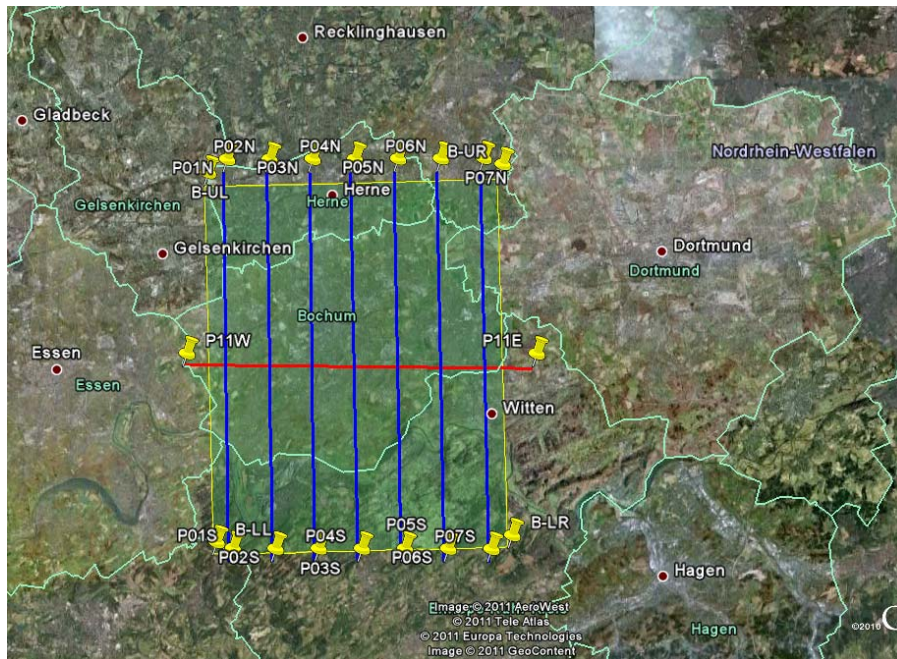 Recklinghausen
Gladbeck
P02N
P04N
P06N
B-UR
Nordrhein-Westfalen
P01N
P03N
P05N
P07N
B-UL
Herne
Herne
Gelsenkirchen
Gelsenkirchen
Dortmund
Dortmund
Bochum
P11W
P11E
Essen
Essen
Witten
B-LR
P01S
B-LL
P04S
P05S
P07S
P02S
P03S
P06S
Hagen
Hagen
Image © 2011 AeroWest
© 2011 Tele Atlas
© 2011 Europa Technologies
Image © 2011 GeoContent
©2010